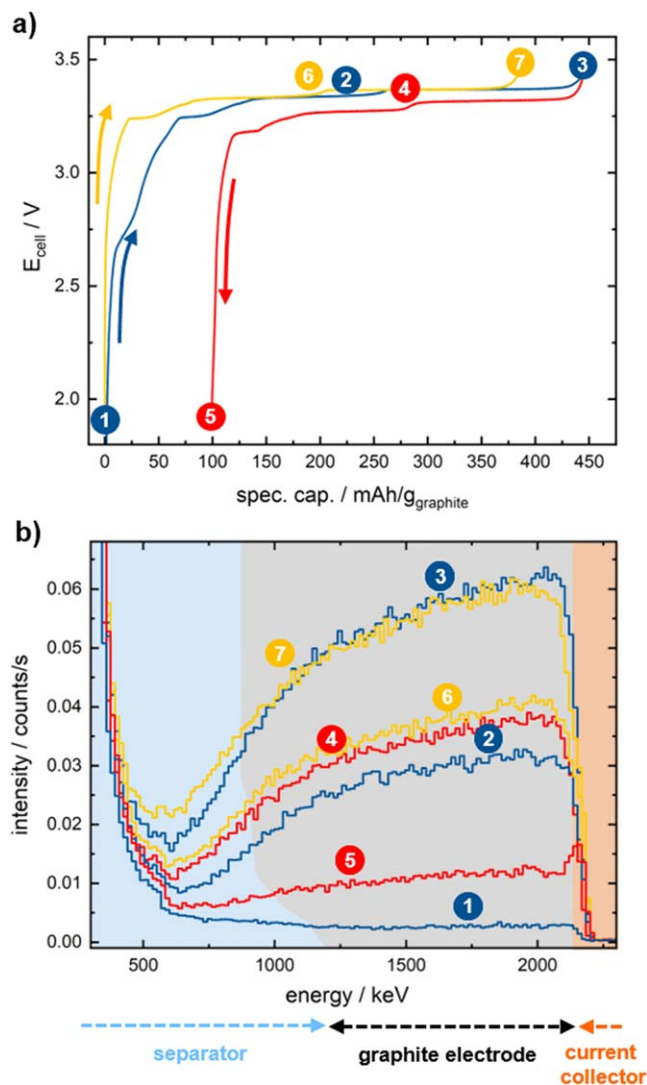 a)
3.5
3.0
2.5
2.0
E_cell / V
0 50 100 150 200 250 300 350 400 450
spec. cap. / mAh/g_graphite
1
2
3
4
5
6
7
b)
0.06
0.05
0.04
0.03
0.02
0.01
0.00
intensity / counts/s
3
7
6
4
2
5
1
500 1000 1500 2000
energy / keV
separator
graphite electrode
current
collector